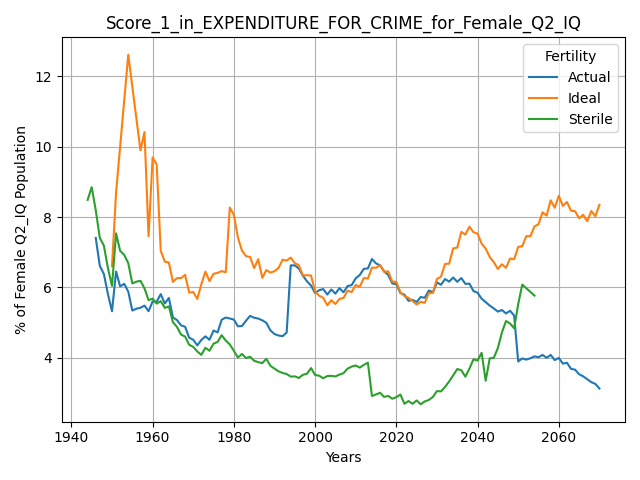 Score_1_in_EXPENDITURE_FOR_CRIME_for_Female_Q2_IQ
Fertility
Actual
Ideal
Sterile
% of Female Q2_IQ Population
12
10
8
6
4
1940
1960
1980
2000
2020
2040
2060
Years